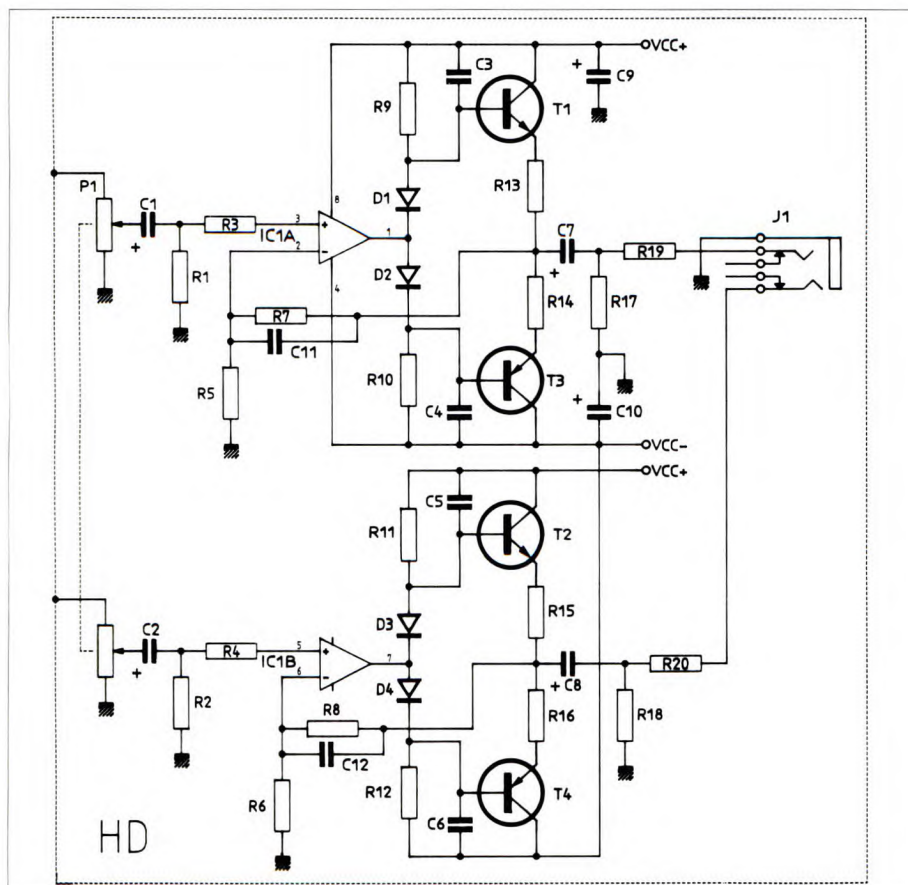 VCC+
C3
+ C9
R9
T1
P1
8
D1
R13
J1
C1
R3
3
+
IC1A
1
C7
R19
+
2
-
D2
+
R1
4
R7
R14
R17
C11
R5
R10
T3
C4
+ C10
VCC-
VCC+
C5
R11
T2
D3
R15
C2
R4
5
+
IC1B
7
C8
R20
+
6
-
D4
+
R2
R8
R16
R18
C12
R6
R12
T4
C6
HD